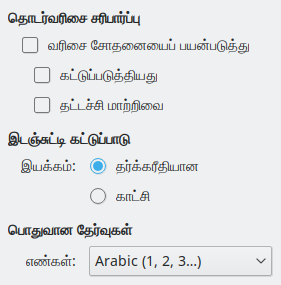 தொடர்வரிசை சரிபார்ப்பு
வரிசை சோதனையைப் பயன்படுத்து
கட்டுப்படுத்தியது
தட்டச்சி மாற்றிவை
இடஞ்சுட்டி கட்டுப்பாடு
இயக்கம்: தர்க்கரீதியான
காட்சி
பொதுவான தேர்வுகள்
எண்கள்: Arabic (1, 2, 3...)